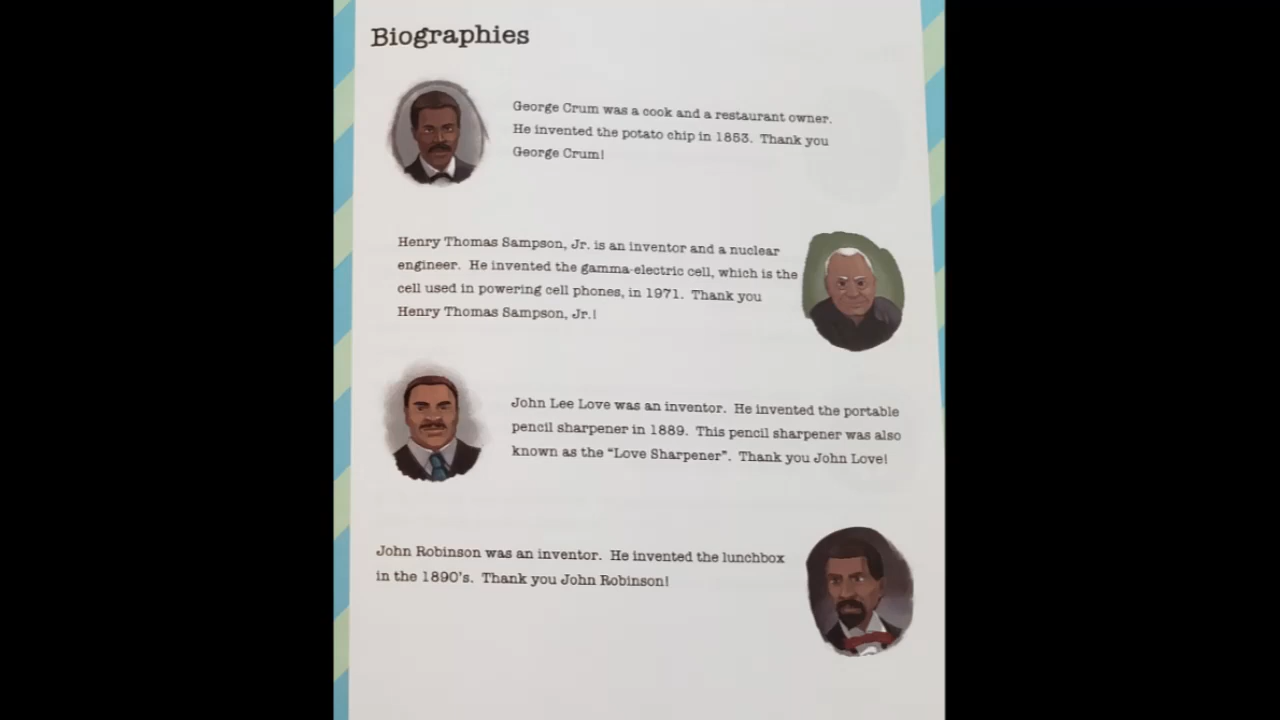 Biographies
George Crum was a cook and a restaurant owner.
He invented the potato chip in 1853.  Thank you
George Crum!
Henry Thomas Sampson, Jr. is an inventor and a nuclear
engineer.  He invented the gamma-electric cell, which is the
cell used in powering cell phones, in 1971.  Thank you
Henry Thomas Sampson, Jr.!
John Lee Love was an inventor.  He invented the portable
pencil sharpener in 1889.  This pencil sharpener was also
known as the “Love Sharpener”.  Thank you John Love!
John Robinson was an inventor.  He invented the lunchbox
in the 1890’s.  Thank you John Robinson!